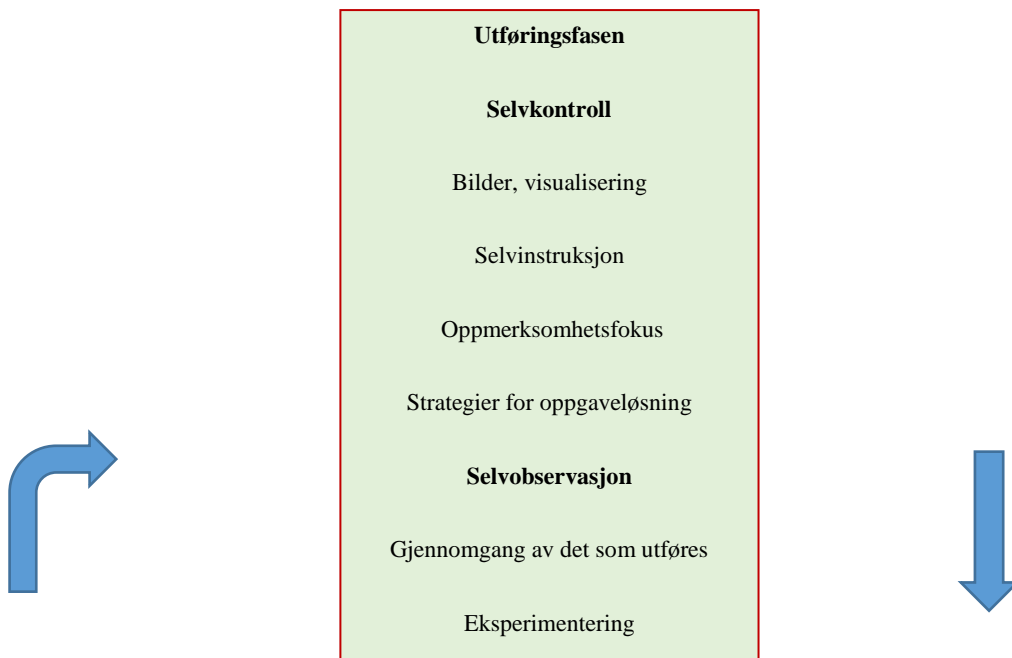 Utføringsfasen
Selvkontroll
Bilder, visualisering
Selvinstruksjon
Oppmerksomhetsfokus
Strategier for oppgaveløsning
Selvobservasjon
Gjennomgang av det som utføres
Eksperimentering